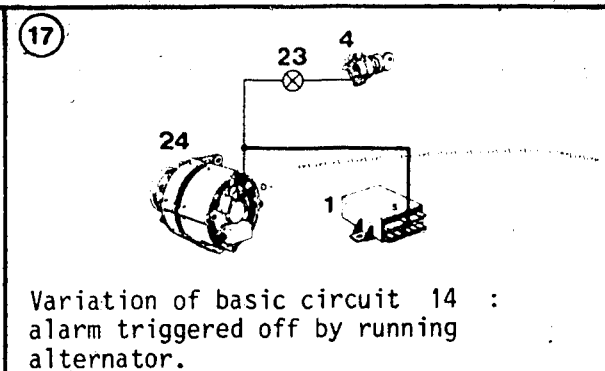 17
4
23
24
1
Variation of basic circuit 14 :
alarm triggered off by running
alternator.